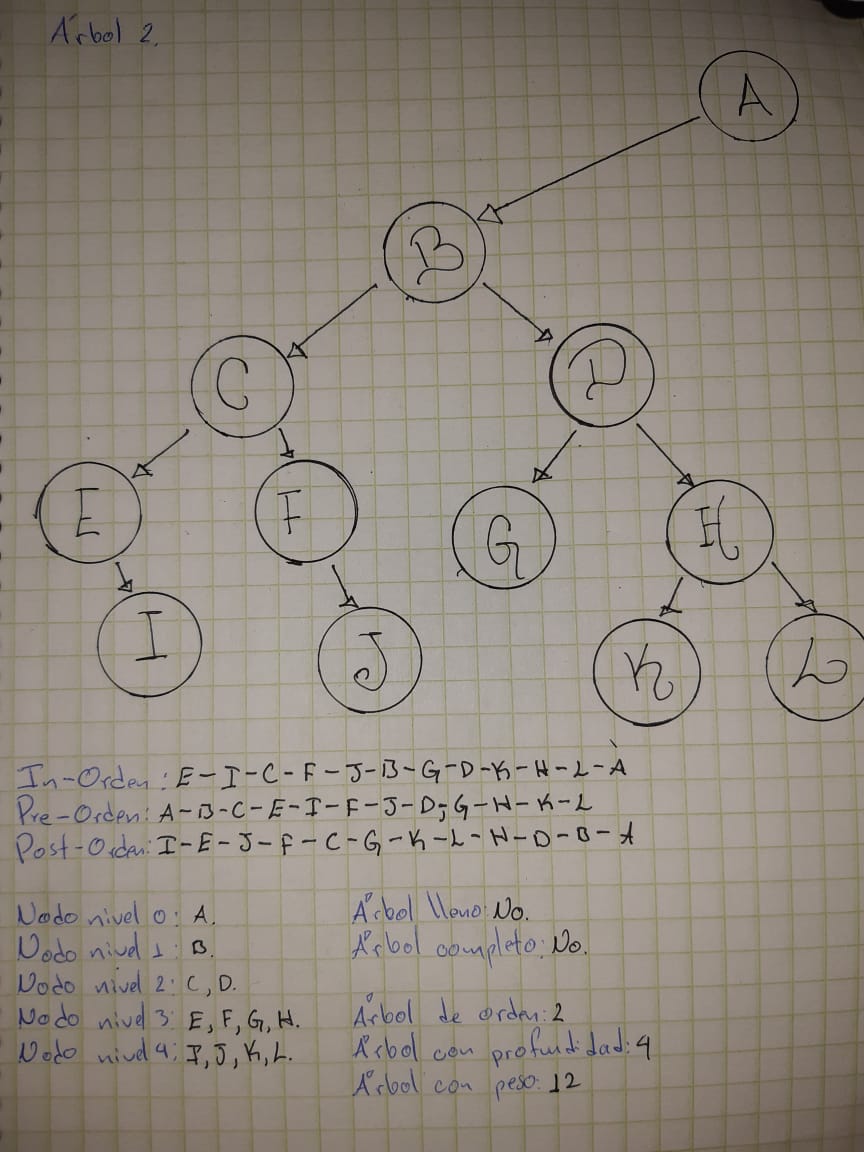 Árbol 2.
A
B
C
D
E
F
G
H
I
J
K
L
In-Orden: E-I-C-F-J-B-G-D-K-H-L-A
Pre-Orden: A-B-C-E-I-F-J-D-G-H-K-L
Post-Orden: I-E-J-F-C-G-K-L-H-D-B-A
Nodo nivel 0: A.
Nodo nivel 1: B.
Nodo nivel 2: C, D.
Nodo nivel 3: E, F, G, H.
Nodo nivel 4: I, J, K, L.
Árbol lleno: No.
Árbol completo: No.
Árbol de orden: 2
Árbol con profundidad: 4
Árbol con peso: 12